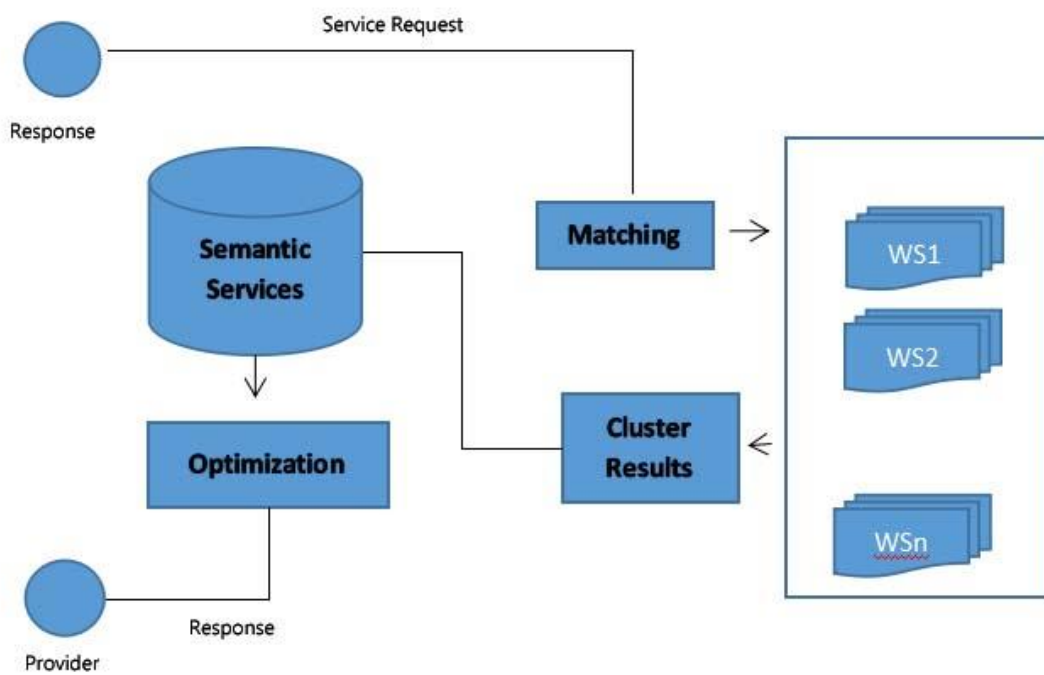 Service Request
Response
Matching
Semantic
Services
WS1
WS2
Cluster
Results
Optimization
WSn
Response
Provider